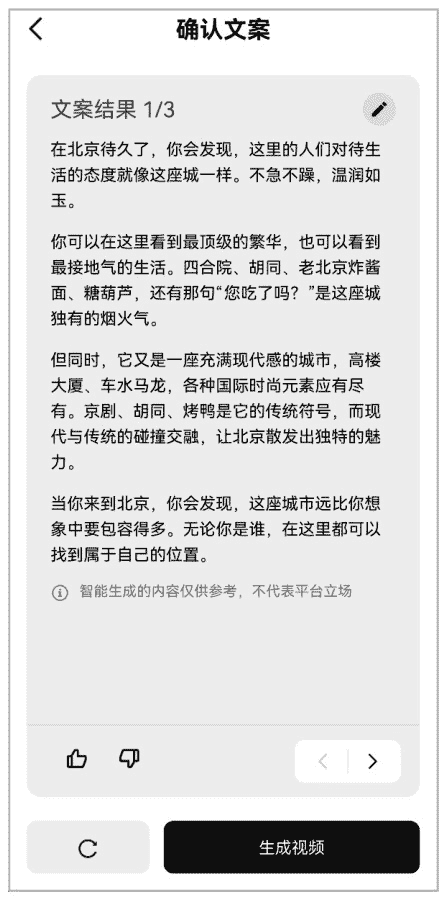 确认文案
文案结果 1/3
在北京待久了，你会发现，这里的人们对待生
活的态度就像这座城一样。不急不躁，温润如
玉。
你可以在这里看到最顶级的繁华，也可以看到
最接地气的生活。四合院、胡同、老北京炸酱
面、糖葫芦，还有那句“您吃了吗？”是这座城
独有的烟火气。
但同时，它又是一座充满现代感的城市，高楼
大厦、车水马龙，各种国际时尚元素应有尽
有。京剧、胡同、烤鸭是它的传统符号，而现
代与传统的碰撞交融，让北京散发出独特的魅
力。
当你来到北京，你会发现，这座城市远比你想
象中要包容得多。无论你是谁，在这里都可以
找到属于自己的位置。
智能生成的内容仅供参考，不代表平台立场
生成视频